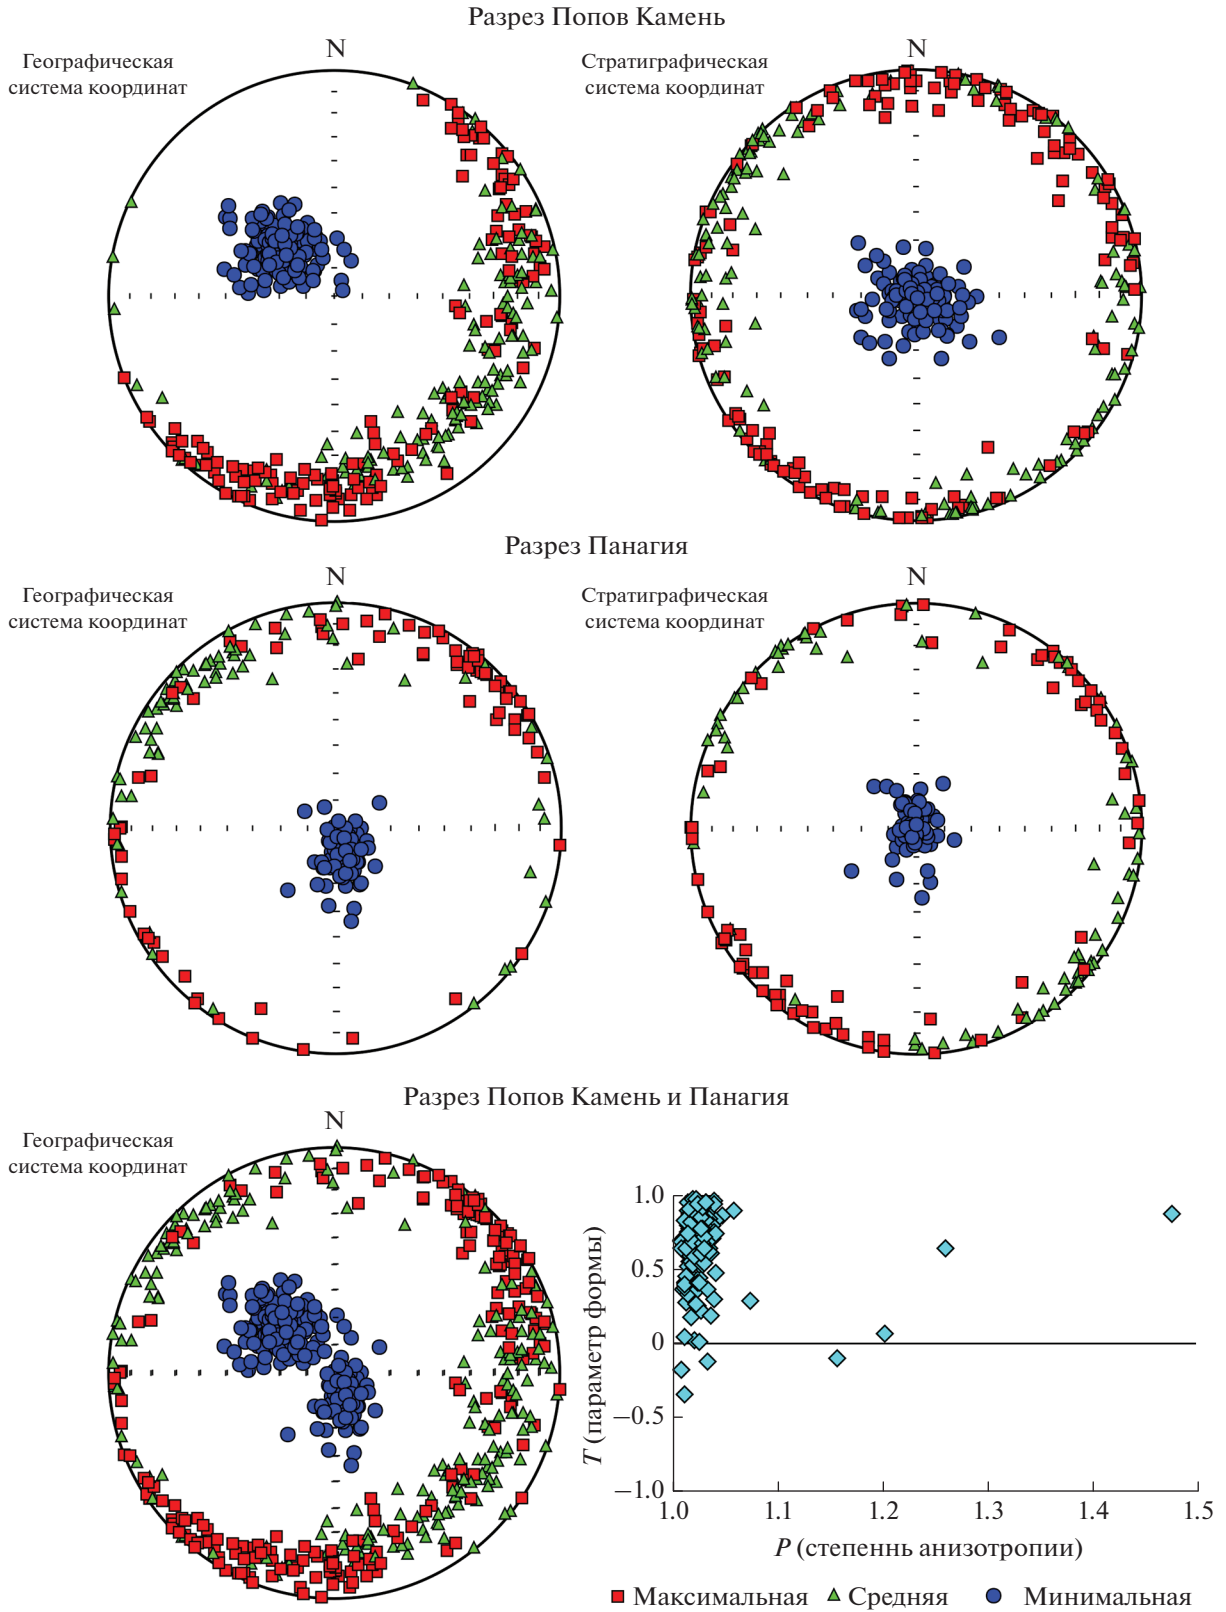 Разрез Попов Камень
Географическая
система координат
N
Стратиграфическая
система координат
N
Разрез Панагия
Географическая
система координат
N
Стратиграфическая
система координат
N
Разрез Попов Камень и Панагия
Географическая
система координат
N
T (параметр формы)
1.0
0.5
0
−0.5
−1.0
1.0 1.1 1.2 1.3 1.4 1.5
P (степеннь анизотропии)
Максимальная Средняя Минимальная